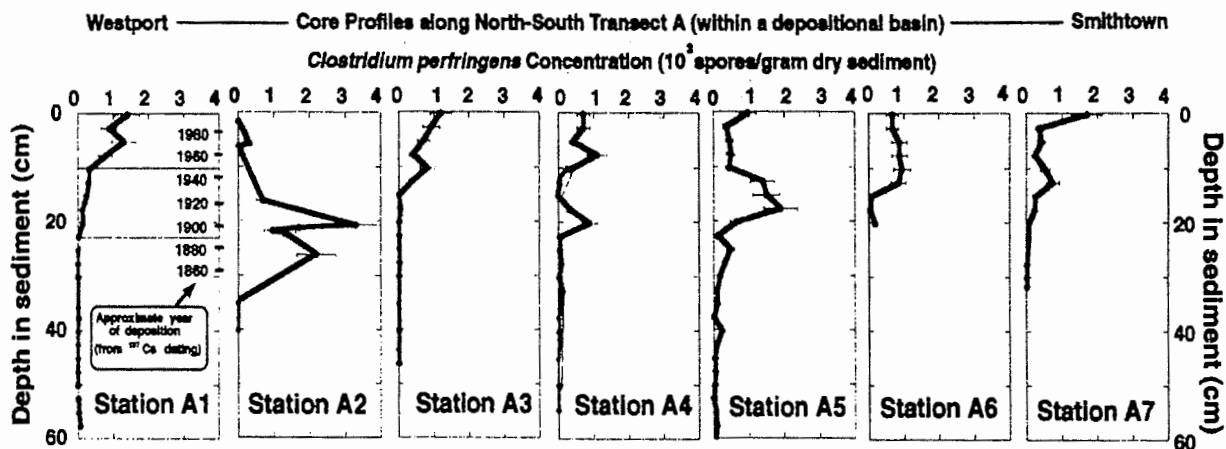 Westport Core Profiles along North-South Transect A (within a depositional basin) Smithtown
Clostridium perfringens Concentration (10³ spores/gram dry sediment)
0 1 2 3 4 0 1 2 3 4 0 1 2 3 4 0 1 2 3 4 0 1 2 3 4 0 1 2 3 4 0 1 2 3 4
Depth in sediment (cm)
0
20
40
60
1980
1960
1940
1920
1900
1880
1860
Approximate year
of deposition
(from ¹³⁷Cs dating)
Station A1 Station A2 Station A3 Station A4 Station A5 Station A6 Station A7
0
20
40
60
Depth in sediment (cm)